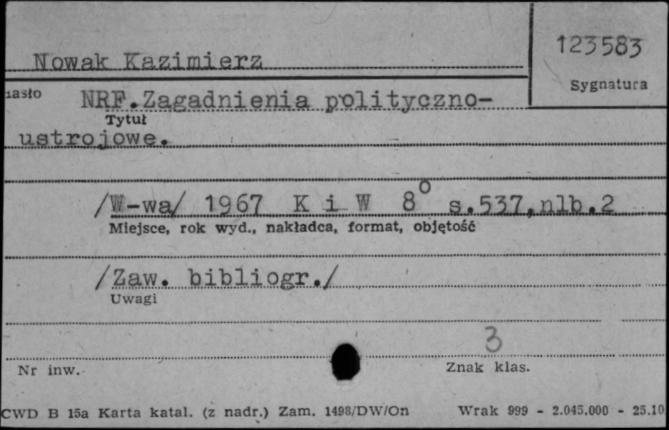 Nowak Kazimierz
123583
Sygnatura
asło NRF.Zagadnienia polityczno-
Tytuł
ustrojowe.
/W-wa/ 1967 K i W 8° s.537,nlb.2
Miejsce, rok wyd., nakładca, format, objętość
/Zaw. bibliogr./
Uwagi
3
Nr inw.
Znak klas.
CWD B 15a Karta katal. (z nadr.) Zam. 1498/DW/On Wrak 999 - 2.045.000 - 25.10